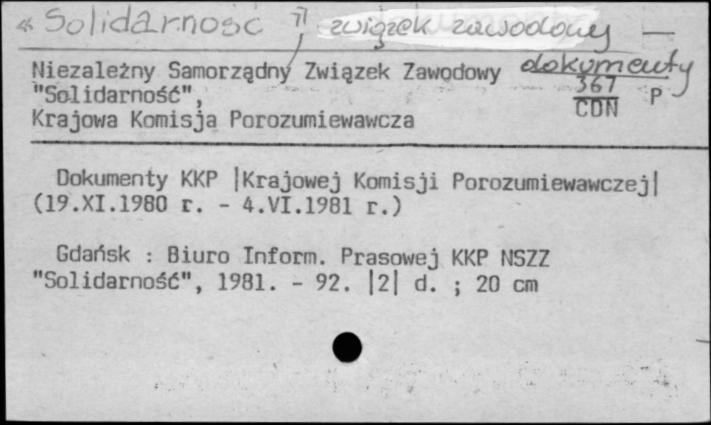 « Solidarność » związek zawodowy —
dokumenty
Niezależny Samorządny Związek Zawodowy
"Solidarność",
367 P
CDN
Krajowa Komisja Porozumiewawcza
Dokumenty KKP |Krajowej Komisji Porozumiewawczej|
(19.XI.1980 r. - 4.VI.1981 r.)
Gdańsk : Biuro Inform. Prasowej KKP NSZZ
"Solidarność", 1981. - 92. |2| d. ; 20 cm